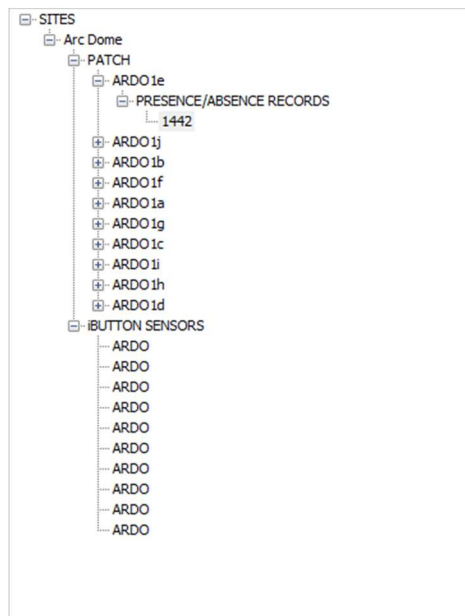 SITES
Arc Dome
PATCH
ARDO1e
PRESENCE/ABSENCE RECORDS
1442
ARDO1j
ARDO1b
ARDO1f
ARDO1a
ARDO1g
ARDO1c
ARDO1i
ARDO1h
ARDO1d
iBUTTON SENSORS
ARDO
ARDO
ARDO
ARDO
ARDO
ARDO
ARDO
ARDO
ARDO
ARDO